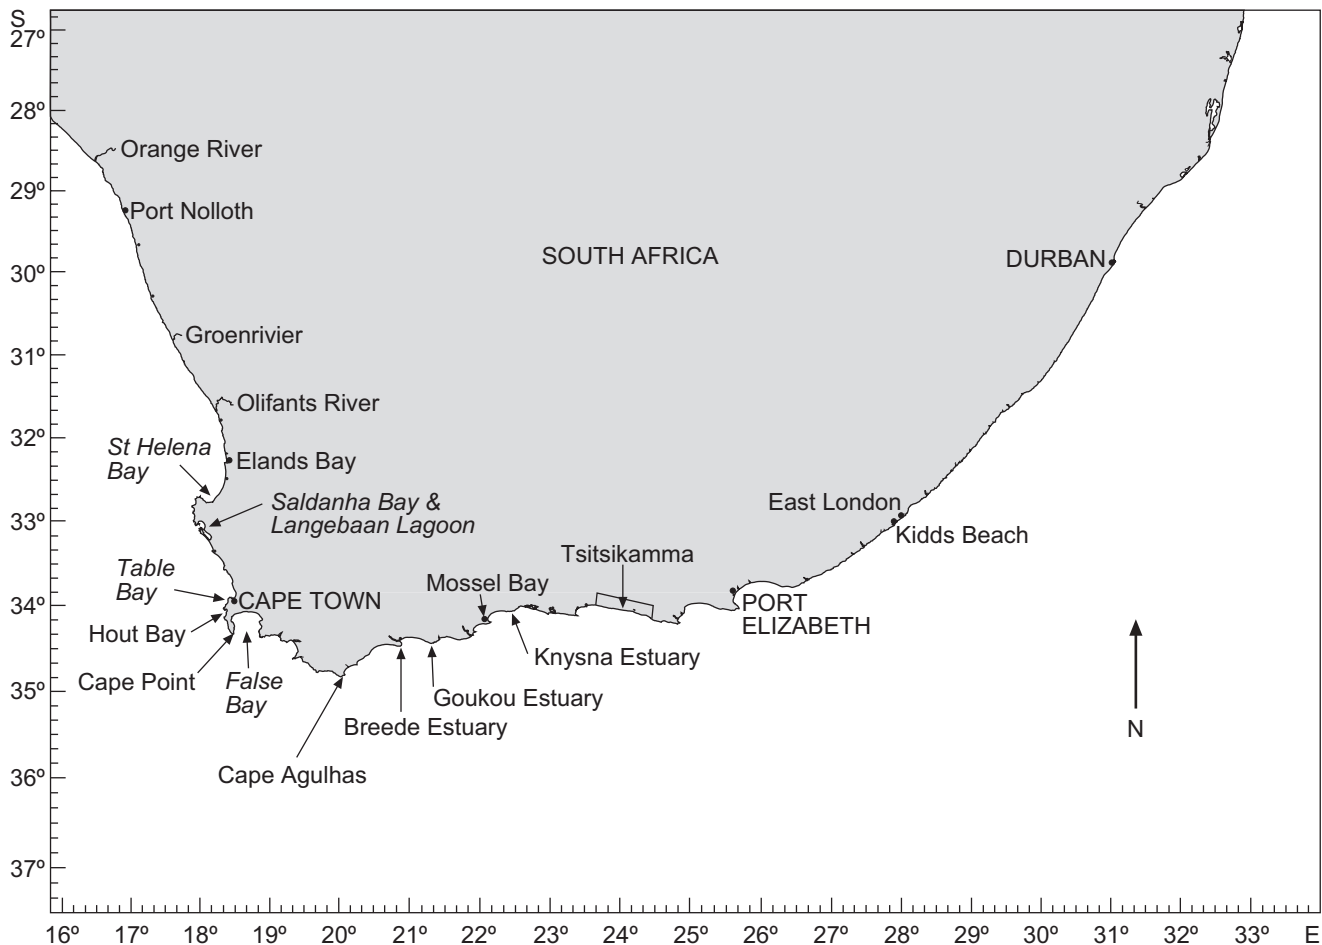 S
27º
28º
29º
30º
31º
32º
33º
34º
35º
36º
37º
Orange River
Port Nolloth
SOUTH AFRICA
DURBAN
Groenrivier
Olifants River
St Helena
Bay
Elands Bay
Saldanha Bay &
Langebaan Lagoon
East London
Kidds Beach
Tsitsikamma
Table
Bay
CAPE TOWN
Mossel Bay
PORT
ELIZABETH
Hout Bay
Knysna Estuary
Cape Point
False
Bay
Goukou Estuary
Breede Estuary
Cape Agulhas
N
16º 17º 18º 19º 20º 21º 22º 23º 24º 25º 26º 27º 28º 29º 30º 31º 32º 33º E